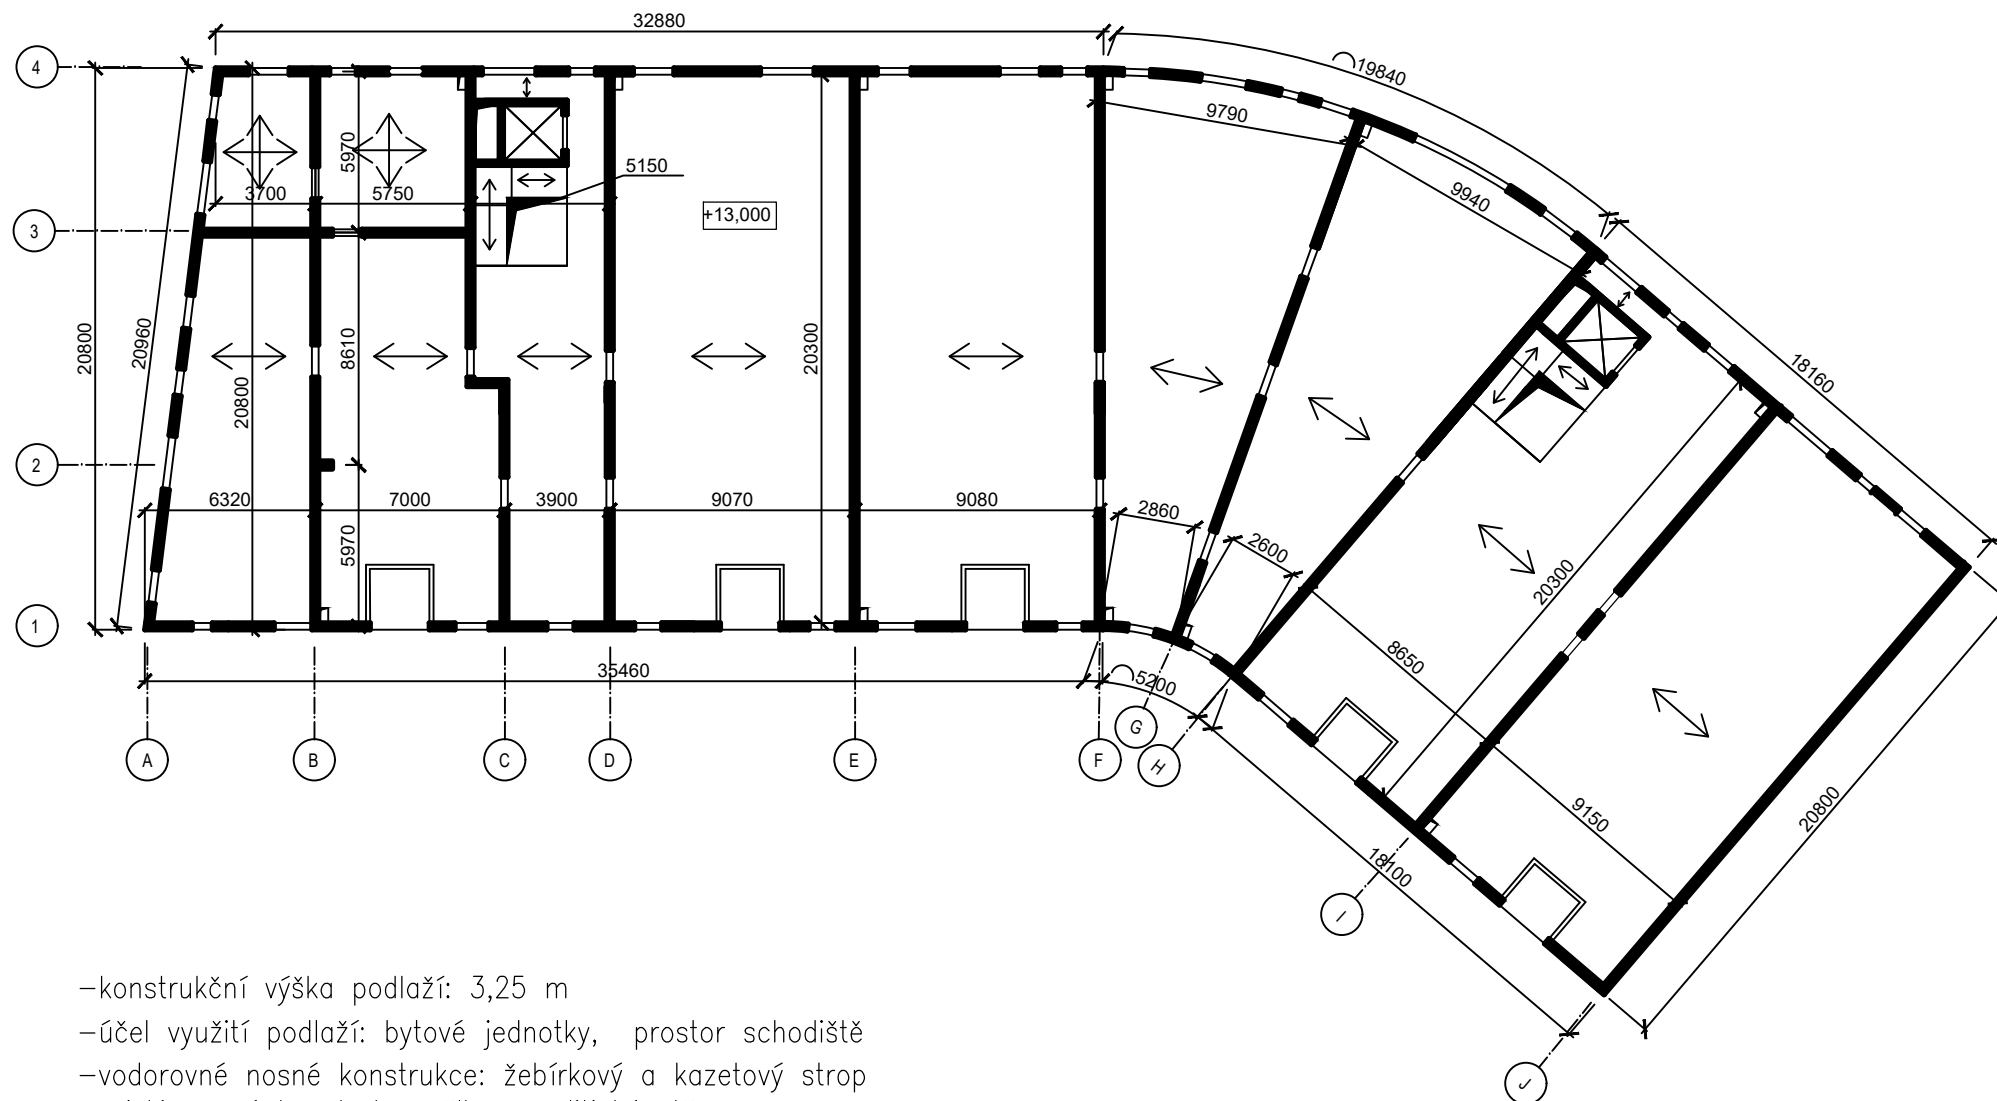 32880
19840
4
9790
5970
5150
3700
5750
9940
+13,000
3
20800
20960
20800
8610
20300
18160
2
6320
7000
3900
9070
9080
2860
2600
5970
20300
1
35460
5200
8650
G
A
B
C
D
E
F
H
9150
20800
18100
I
J
-konstrukční výška podlaží: 3,25 m
-účel využití podlaží: bytové jednotky, prostor schodiště
-vodorovné nosné konstrukce: žebírkový a kazetový strop